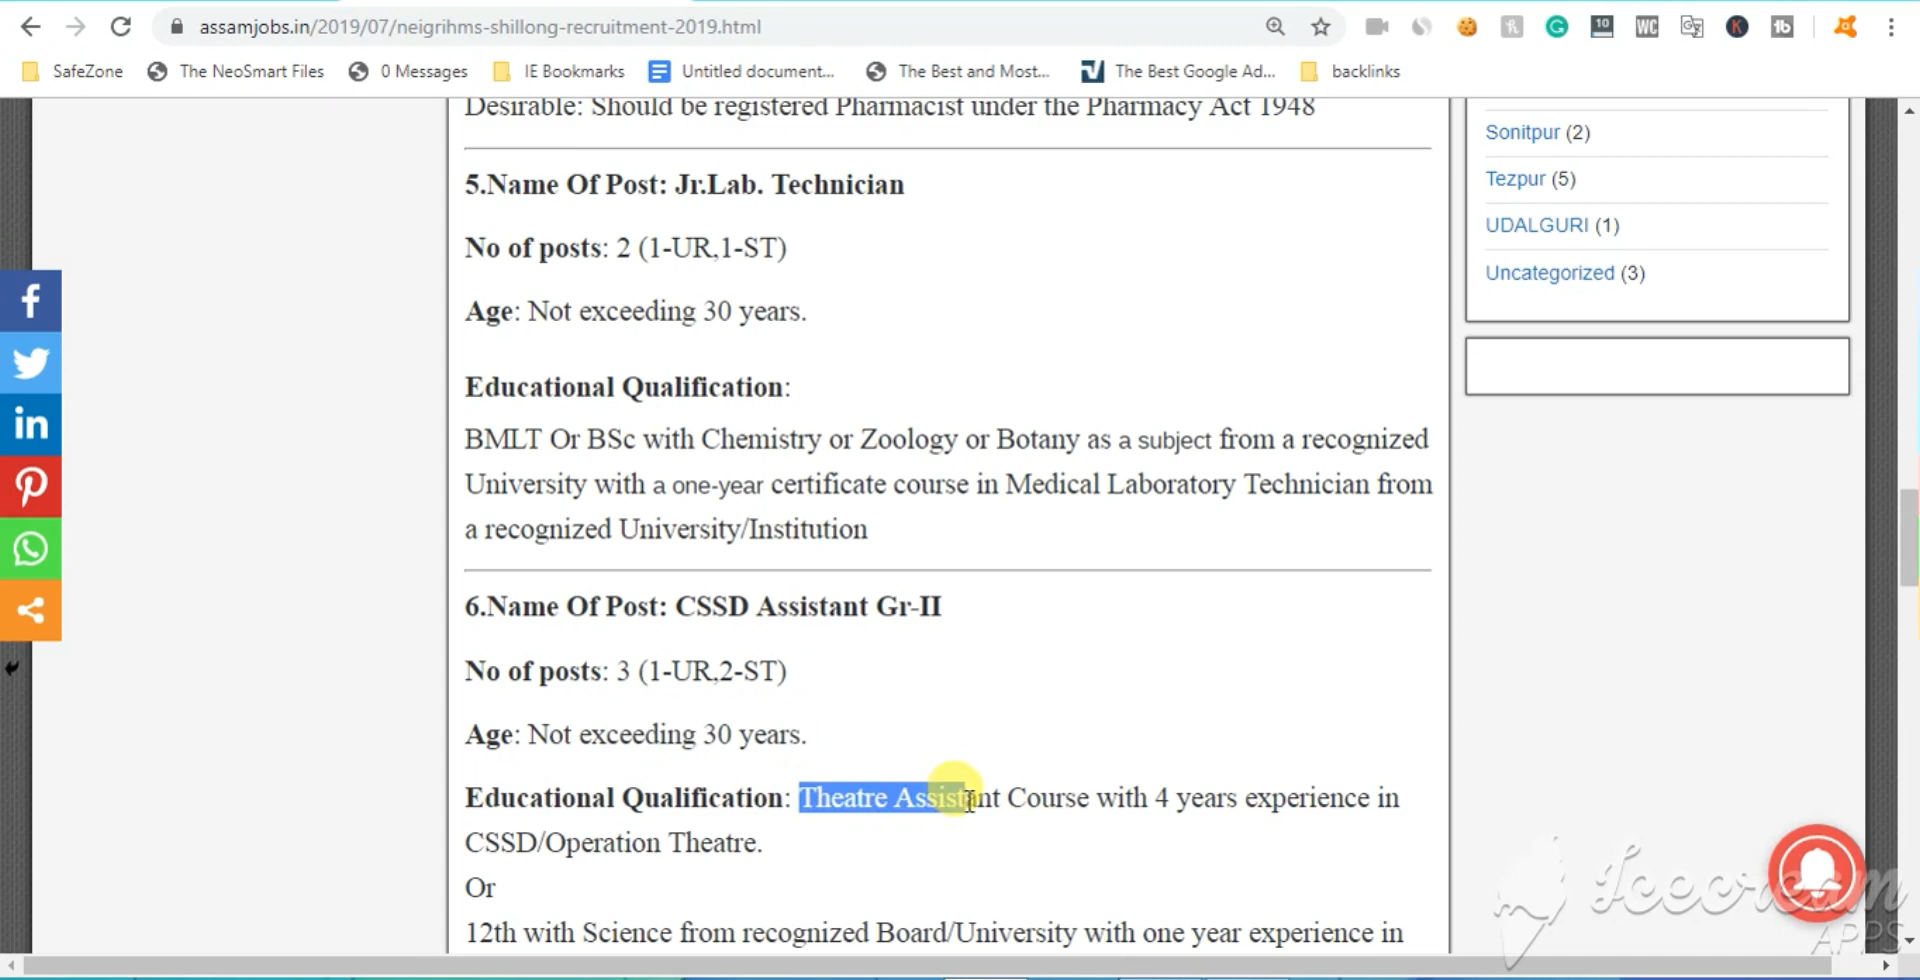 assamjobs.in/2019/07/neigrihms-shillong-recruitment-2019.html
10
WC
K
tb
SafeZone
The NeoSmart Files
0 Messages
IE Bookmarks
Untitled document...
The Best and Most...
The Best Google Ad...
backlinks
Desirable: Should be registered Pharmacist under the Pharmacy Act 1948
5.Name Of Post: Jr.Lab. Technician
No of posts: 2 (1-UR,1-ST)
Age: Not exceeding 30 years.
Educational Qualification:
BMLT Or BSc with Chemistry or Zoology or Botany as a subject from a recognized
University with a one-year certificate course in Medical Laboratory Technician from
a recognized University/Institution
6.Name Of Post: CSSD Assistant Gr-II
No of posts: 3 (1-UR,2-ST)
Age: Not exceeding 30 years.
Educational Qualification: Theatre Assistant Course with 4 years experience in
CSSD/Operation Theatre.
Or
12th with Science from recognized Board/University with one year experience in
Sonitpur (2)
Tezpur (5)
UDALGURI (1)
Uncategorized (3)
Icecream
APPS